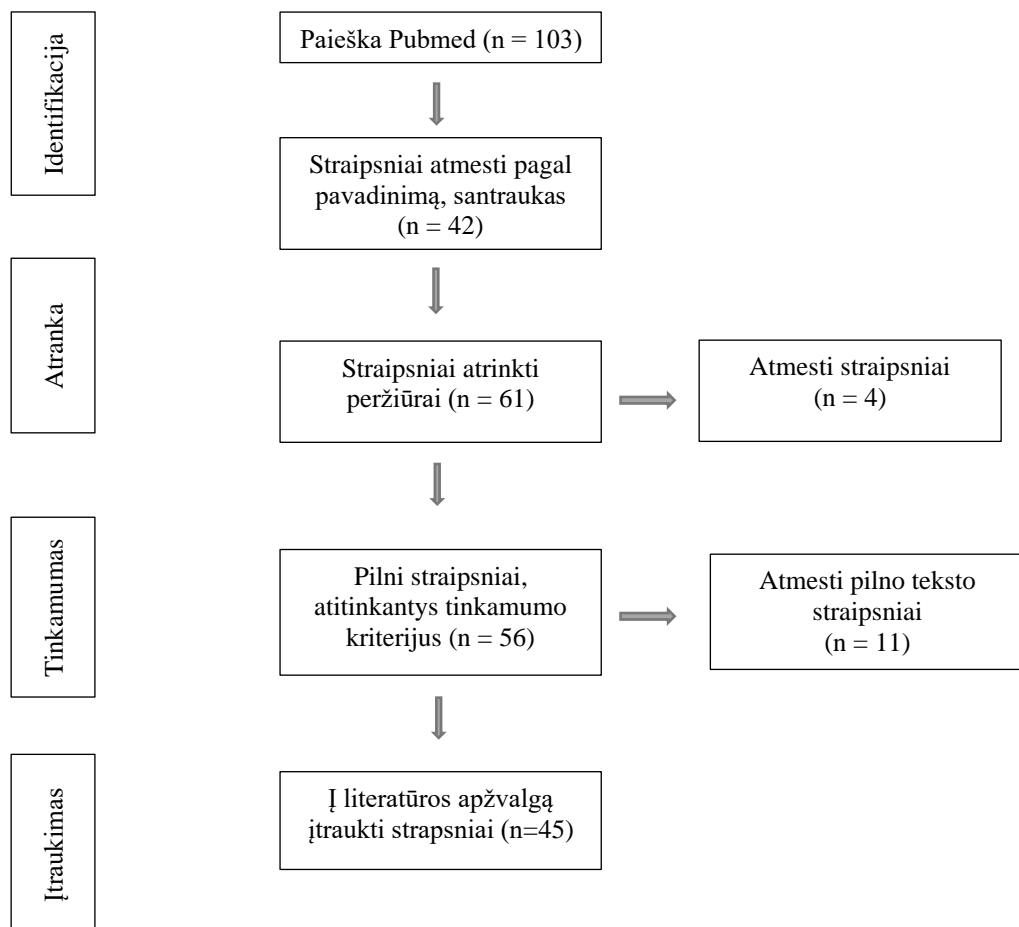 Identifikacija
Paieška Pubmed (n = 103)
Straipsniai atmesti pagal
pavadinimą, santraukas
(n = 42)
Atranka
Straipsniai atrinkti
peržiūrai (n = 61)
Atmesti straipsniai
(n = 4)
Tinkamumas
Pilni straipsniai,
atitinkantys tinkamumo
kriterijus (n = 56)
Atmesti pilno teksto
straipsniai
(n = 11)
Įtraukimas
Į literatūros apžvalgą
įtraukti strapsniai (n=45)